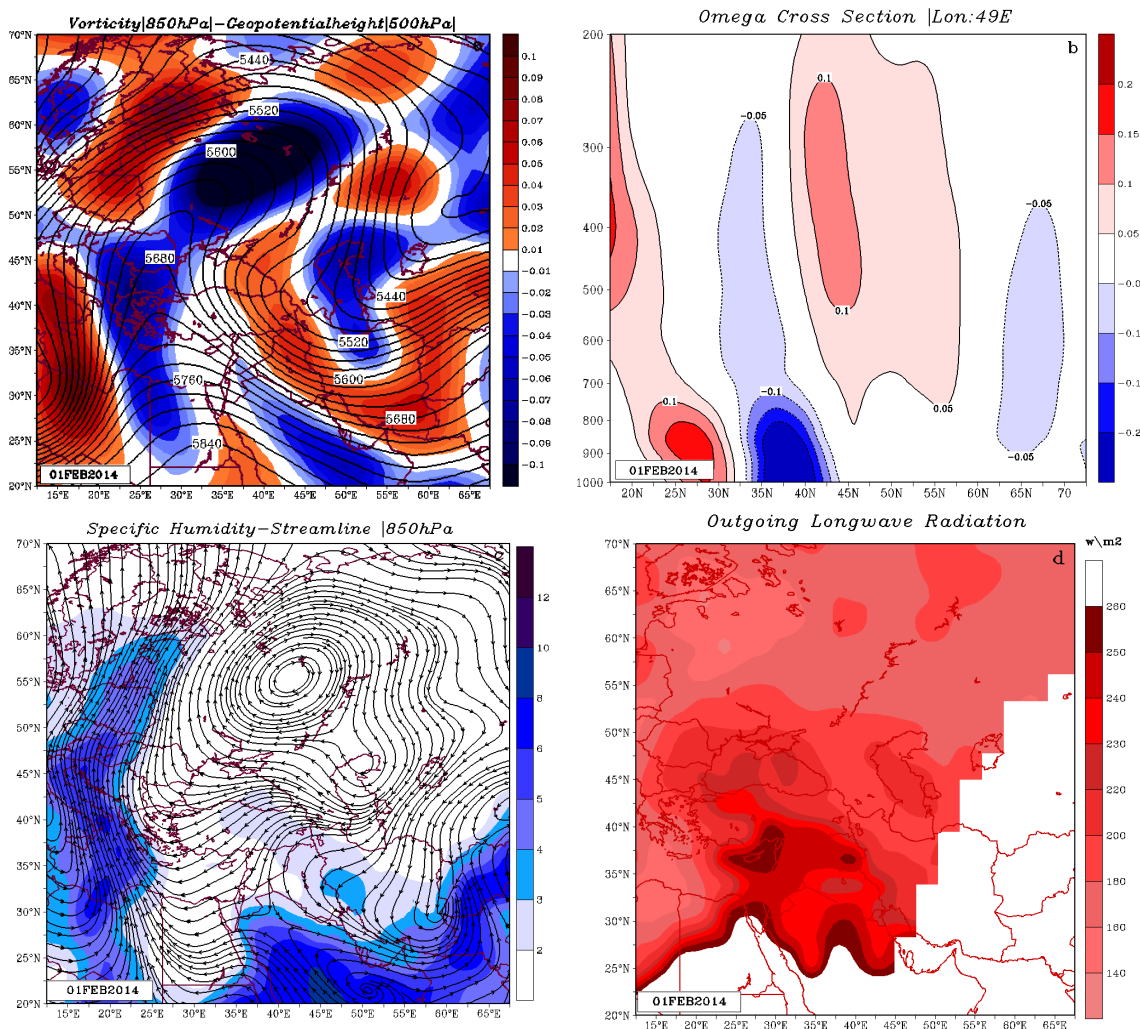 Vorticity|850hPa|-Geopotentialheight|500hPa|
70°N
65°N
60°N
55°N
50°N
45°N
40°N
35°N
30°N
25°N
20°N
5440
5520
5600
5680
5440
5520
5600
5760
5680
5840
01FEB2014
15°E 20°E 25°E 30°E 35°E 40°E 45°E 50°E 55°E 60°E 65°E
0.1
0.09
0.08
0.07
0.06
0.05
0.04
0.03
0.02
0.01
-0.01
-0.02
-0.03
-0.04
-0.05
-0.06
-0.07
-0.08
-0.09
-0.1
Omega Cross Section |Lon:49E
b
200
300
400
500
600
700
800
900
1000
0.1
-0.05
0.1
-0.05
0.1
-0.1
0.05
-0.05
01FEB2014
20N 25N 30N 35N 40N 45N 50N 55N 60N 65N 70
0.2
0.1
0.1
0.05
-0.0
-0.1
-0.2
Specific Humidity-Streamline |850hPa
70°N
65°N
60°N
55°N
50°N
45°N
40°N
35°N
30°N
25°N
20°N
01FEB2014
15°E 20°E 25°E 30°E 35°E 40°E 45°E 50°E 55°E 60°E 65°E
12
10
8
6
5
4
3
2
Outgoing Longwave Radiation
d
w\m2
70°N
65°N
60°N
55°N
50°N
45°N
40°N
35°N
30°N
25°N
20°N
01FEB2014
15°E 20°E 25°E 30°E 35°E 40°E 45°E 50°E 55°E 60°E 65°E
260
250
240
230
220
200
180
160
140